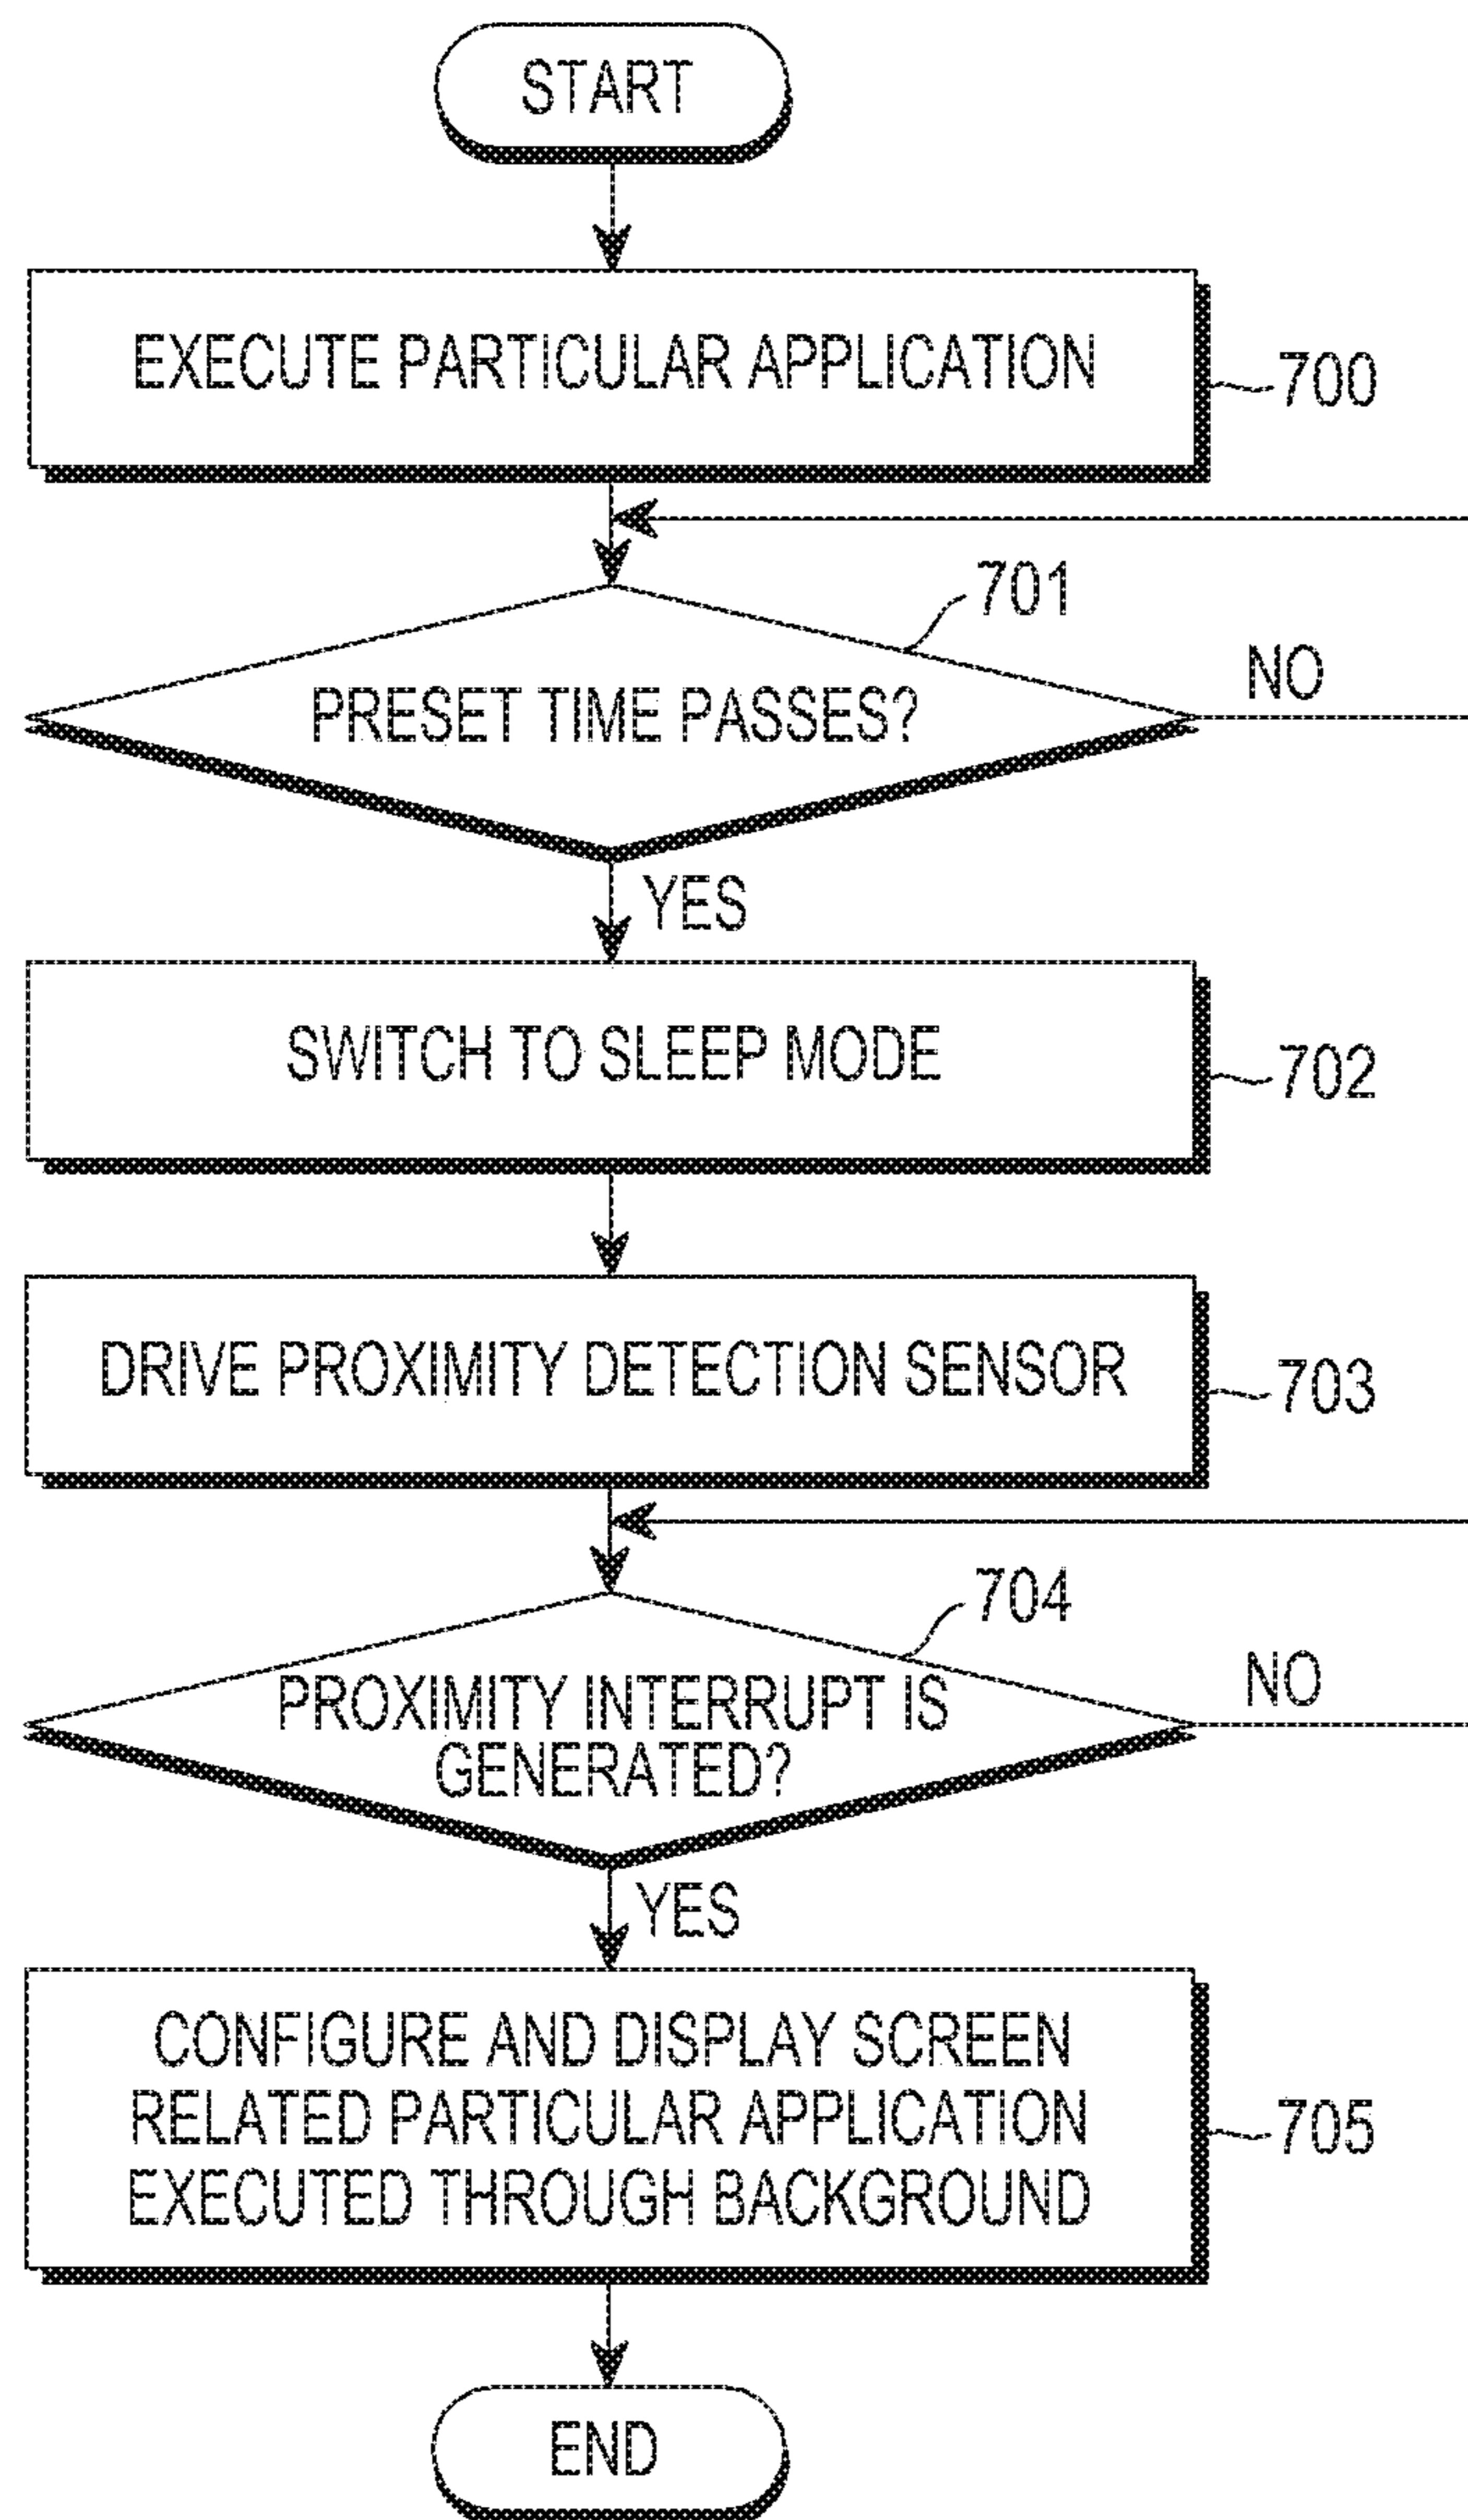 START
EXECUTE PARTICULAR APPLICATION
700
701
PRESET TIME PASSES?
NO
YES
SWITCH TO SLEEP MODE
702
DRIVE PROXIMITY DETECTION SENSOR
703
704
PROXIMITY INTERRUPT IS
GENERATED?
NO
YES
CONFIGURE AND DISPLAY SCREEN
RELATED PARTICULAR APPLICATION
EXECUTED THROUGH BACKGROUND
705
END